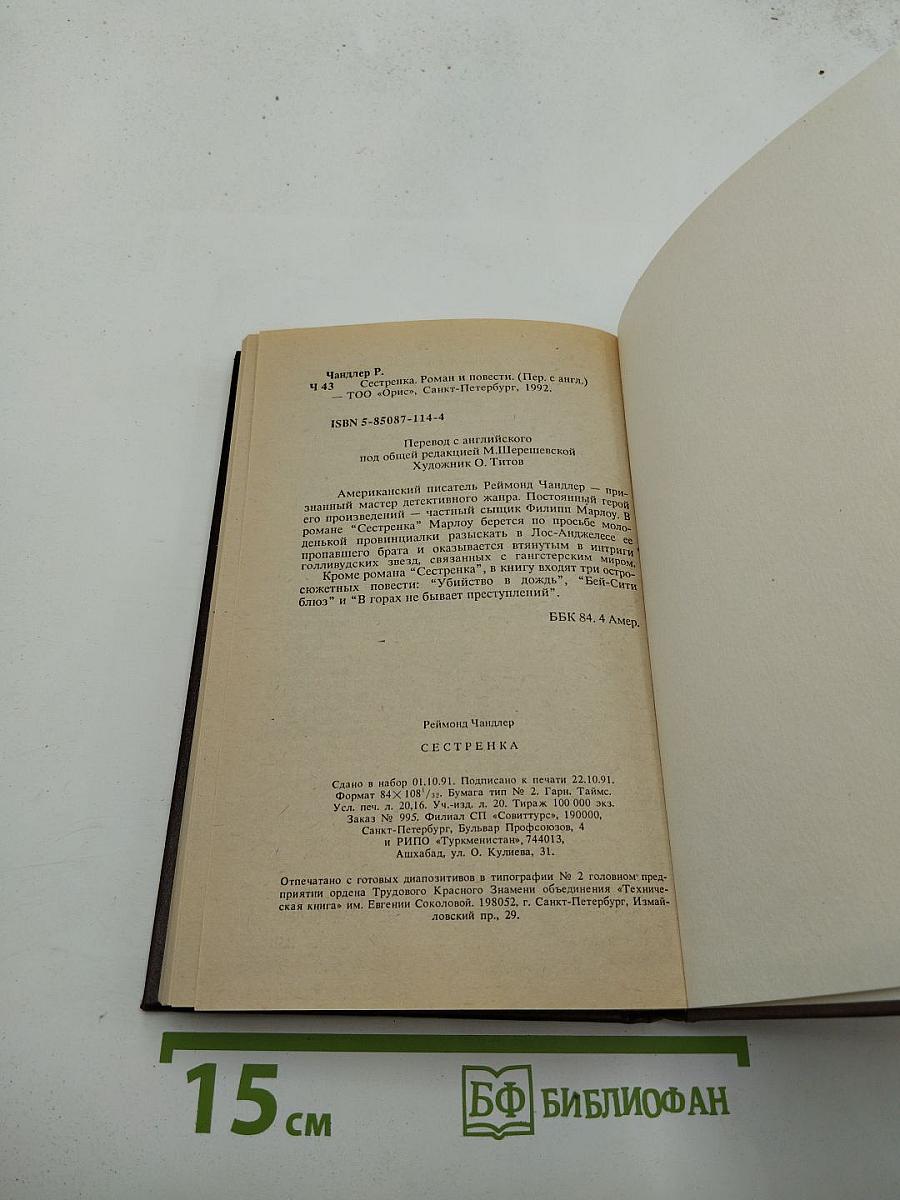 Чандлер Р.
Ч 43 Сестренка. Роман и повести. (Пер. с англ.)
— ТОО «Орис», Санкт-Петербург, 1992.
ISBN 5-85087-114-4
Перевод с английского
под общей редакцией М.Шерешевской
Художник О. Титов
Американский писатель Реймонд Чандлер — при-
знанный мастер детективного жанра. Постоянный герой
его произведений — частный сыщик Филипп Марлоу. В
романе "Сестренка" Марлоу берется по просьбе моло-
денькой провинциалки разыскать в Лос-Анджелесе ее
пропавшего брата и оказывается втянутым в интриги
голливудских звезд, связанных с гангстерским миром.
Кроме романа "Сестренка", в книгу входят три остро-
сюжетных повести: "Убийство в дождь", "Бей-Сити
блюз" и "В горах не бывает преступлений".
ББК 84. 4 Амер.
Реймонд Чандлер
СЕСТРЕНКА
Сдано в набор 01.10.91. Подписано к печати 22.10.91.
Формат 84×108¹/₃₂. Бумага тип № 2. Гарн. Таймс.
Усл. печ. л. 20,16. Уч.-изд. л. 20. Тираж 100 000 экз.
Заказ № 995. Филиал СП «Совиттурс», 190000,
Санкт-Петербург, Бульвар Профсоюзов, 4
и РИПО «Туркменистан», 744013,
Ашхабад, ул. О. Кулиева, 31.
Отпечатано с готовых диапозитивов в типографии № 2 головном пред-
приятии ордена Трудового Красного Знамени объединения «Техниче-
ская книга» им. Евгении Соколовой. 198052, г. Санкт-Петербург, Измай-
ловский пр., 29.
15 см
БФ БИБЛИОФАН